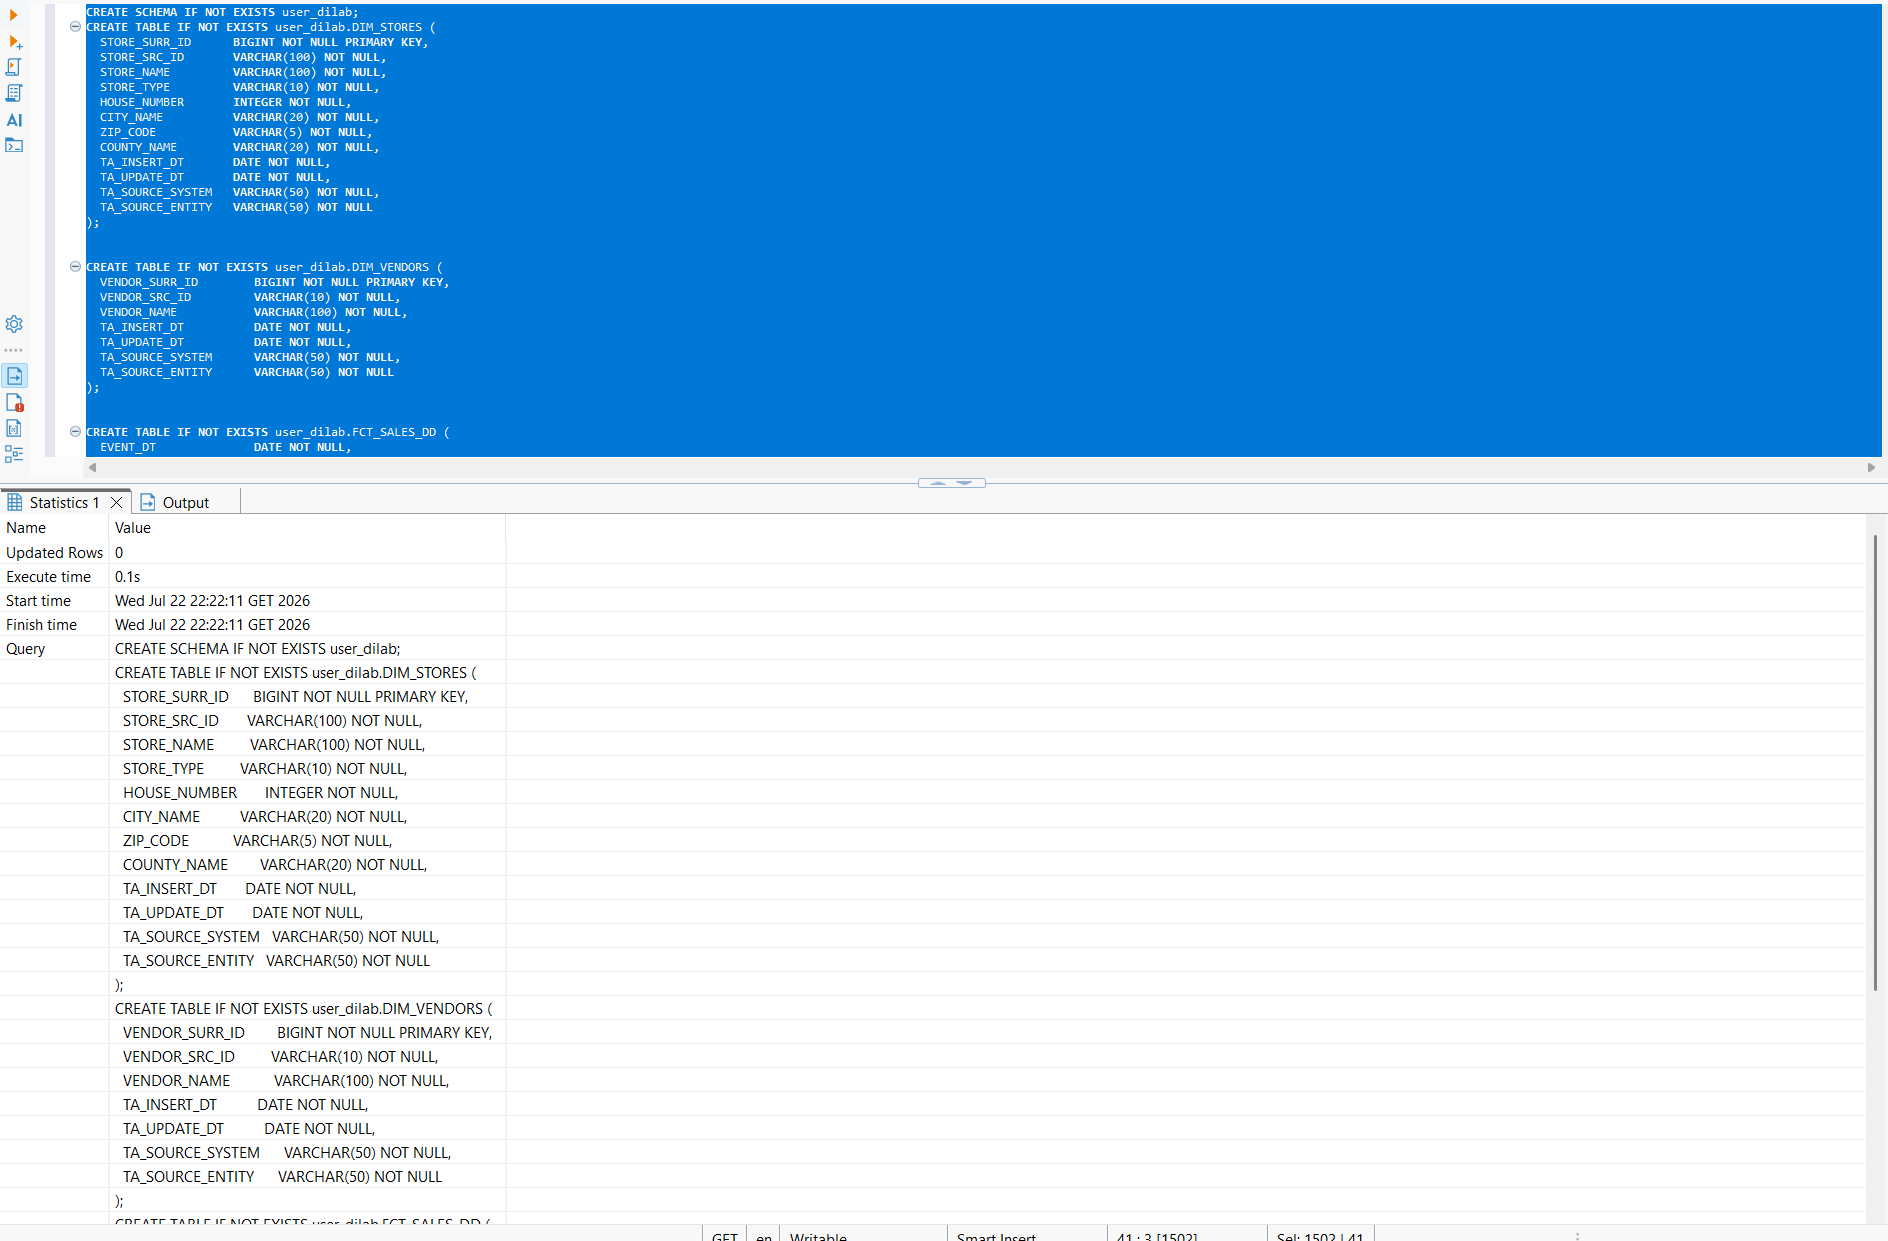 CREATE SCHEMA IF NOT EXISTS user_dilab;
CREATE TABLE IF NOT EXISTS user_dilab.DIM_STORES (
STORE_SURR_ID BIGINT NOT NULL PRIMARY KEY,
STORE_SRC_ID VARCHAR(100) NOT NULL,
STORE_NAME VARCHAR(100) NOT NULL,
STORE_TYPE VARCHAR(10) NOT NULL,
HOUSE_NUMBER INTEGER NOT NULL,
CITY_NAME VARCHAR(20) NOT NULL,
ZIP_CODE VARCHAR(5) NOT NULL,
COUNTY_NAME VARCHAR(20) NOT NULL,
TA_INSERT_DT DATE NOT NULL,
TA_UPDATE_DT DATE NOT NULL,
TA_SOURCE_SYSTEM VARCHAR(50) NOT NULL,
TA_SOURCE_ENTITY VARCHAR(50) NOT NULL
);
CREATE TABLE IF NOT EXISTS user_dilab.DIM_VENDORS (
VENDOR_SURR_ID BIGINT NOT NULL PRIMARY KEY,
VENDOR_SRC_ID VARCHAR(10) NOT NULL,
VENDOR_NAME VARCHAR(100) NOT NULL,
TA_INSERT_DT DATE NOT NULL,
TA_UPDATE_DT DATE NOT NULL,
TA_SOURCE_SYSTEM VARCHAR(50) NOT NULL,
TA_SOURCE_ENTITY VARCHAR(50) NOT NULL
);
CREATE TABLE IF NOT EXISTS user_dilab.FCT_SALES_DD (
EVENT_DT DATE NOT NULL,
AI
Statistics 1 Output
Name Value
Updated Rows 0
Execute time 0.1s
Start time Wed Jul 22 22:22:11 GET 2026
Finish time Wed Jul 22 22:22:11 GET 2026
Query CREATE SCHEMA IF NOT EXISTS user_dilab;
CREATE TABLE IF NOT EXISTS user_dilab.DIM_STORES (
STORE_SURR_ID BIGINT NOT NULL PRIMARY KEY,
STORE_SRC_ID VARCHAR(100) NOT NULL,
STORE_NAME VARCHAR(100) NOT NULL,
STORE_TYPE VARCHAR(10) NOT NULL,
HOUSE_NUMBER INTEGER NOT NULL,
CITY_NAME VARCHAR(20) NOT NULL,
ZIP_CODE VARCHAR(5) NOT NULL,
COUNTY_NAME VARCHAR(20) NOT NULL,
TA_INSERT_DT DATE NOT NULL,
TA_UPDATE_DT DATE NOT NULL,
TA_SOURCE_SYSTEM VARCHAR(50) NOT NULL,
TA_SOURCE_ENTITY VARCHAR(50) NOT NULL
);
CREATE TABLE IF NOT EXISTS user_dilab.DIM_VENDORS (
VENDOR_SURR_ID BIGINT NOT NULL PRIMARY KEY,
VENDOR_SRC_ID VARCHAR(10) NOT NULL,
VENDOR_NAME VARCHAR(100) NOT NULL,
TA_INSERT_DT DATE NOT NULL,
TA_UPDATE_DT DATE NOT NULL,
TA_SOURCE_SYSTEM VARCHAR(50) NOT NULL,
TA_SOURCE_ENTITY VARCHAR(50) NOT NULL
);
CREATE TABLE IF NOT EXISTS user_dilab.FCT_SALES_DD (
GET en Writable Smart Insert 41 : 3 [1502] Sel: 1502 | 41